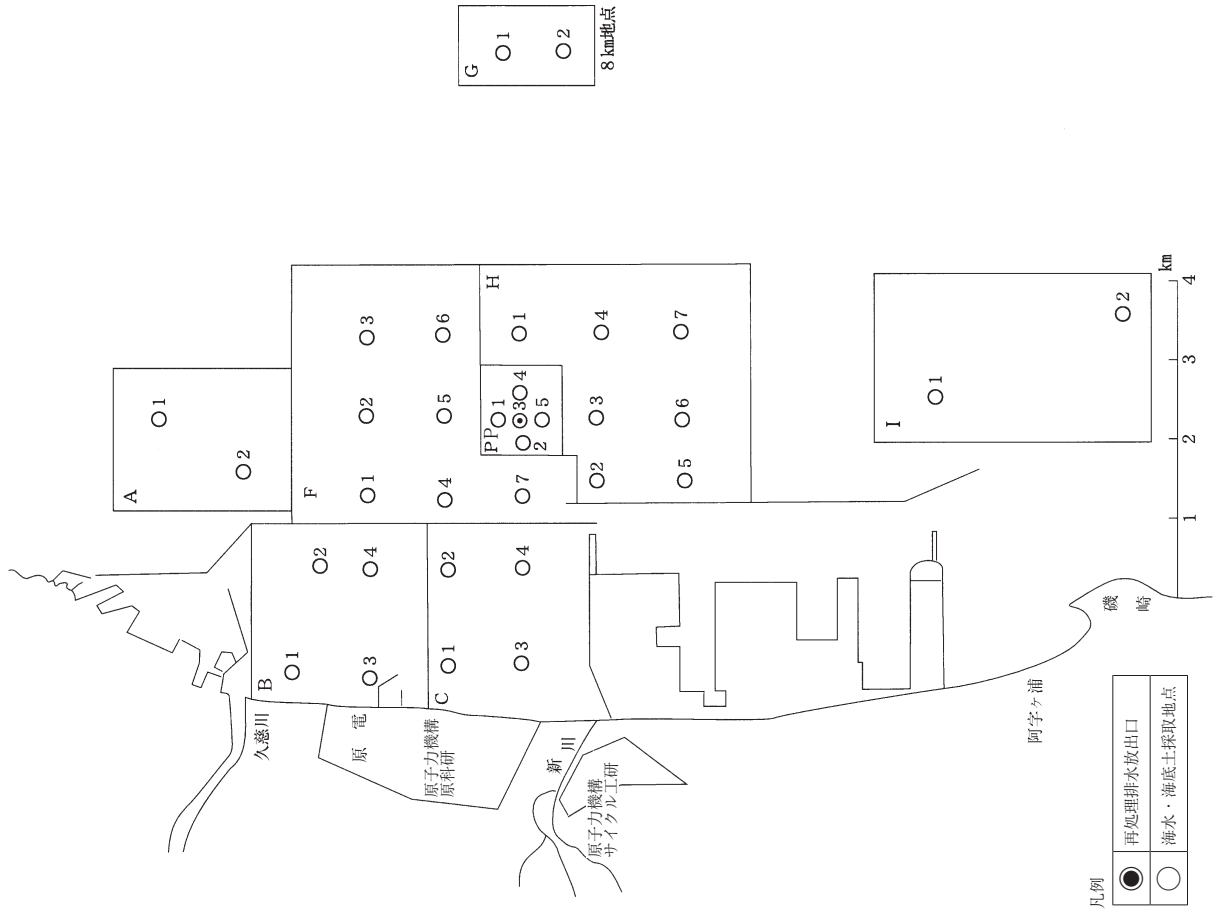 G
1
2
8km地点
A
1
2
F
1
2
3
4
5
6
7
H
1
2
3
4
5
6
7
PP
1
2
3
4
5
B
1
2
3
4
C
1
2
3
4
I
1
2
久慈川
原電
原子力機構
原科研
新川
原子力機構
サイクル工研
阿字ヶ浦
磯崎
km
1
2
3
4
凡例
再処理排水放出口
海水・海底土採取地点